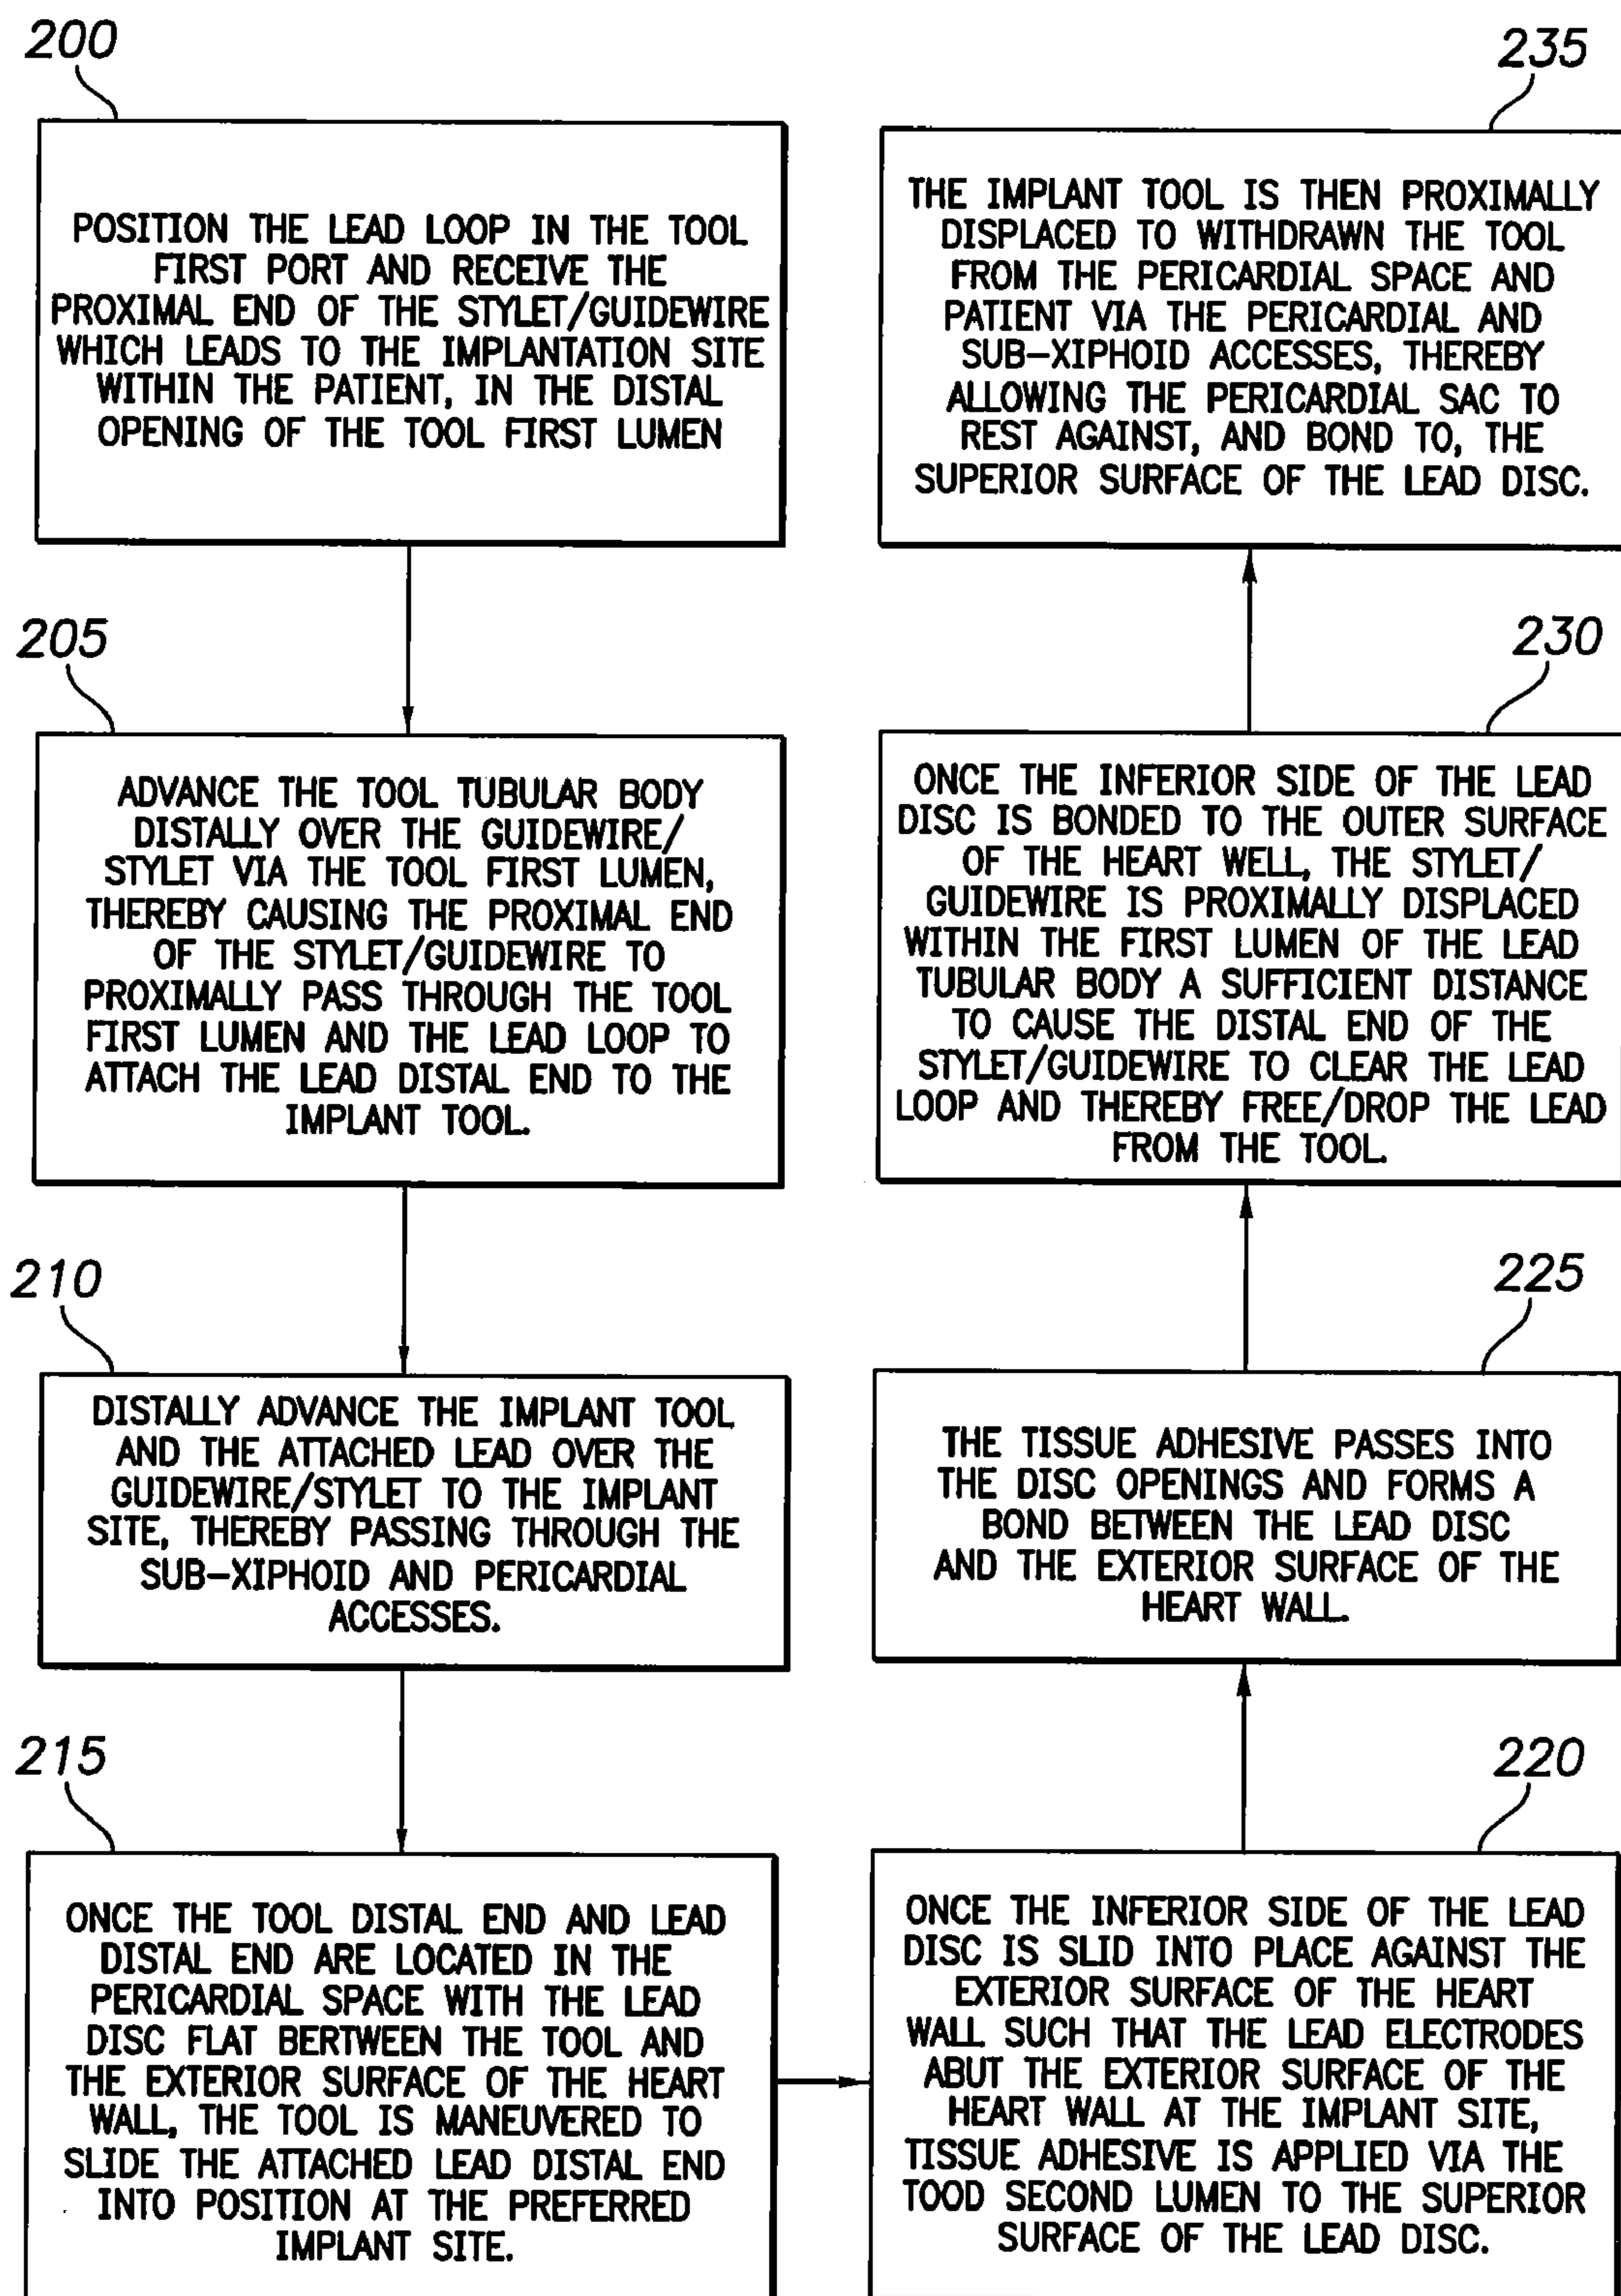 200
POSITION THE LEAD LOOP IN THE TOOL
FIRST PORT AND RECEIVE THE
PROXIMAL END OF THE STYLET/GUIDEWIRE
WHICH LEADS TO THE IMPLANTATION SITE
WITHIN THE PATIENT, IN THE DISTAL
OPENING OF THE TOOL FIRST LUMEN
205
ADVANCE THE TOOL TUBULAR BODY
DISTALLY OVER THE GUIDEWIRE/
STYLET VIA THE TOOL FIRST LUMEN,
THEREBY CAUSING THE PROXIMAL END
OF THE STYLET/GUIDEWIRE TO
PROXIMALLY PASS THROUGH THE TOOL
FIRST LUMEN AND THE LEAD LOOP TO
ATTACH THE LEAD DISTAL END TO THE
IMPLANT TOOL.
210
DISTALLY ADVANCE THE IMPLANT TOOL
AND THE ATTACHED LEAD OVER THE
GUIDEWIRE/STYLET TO THE IMPLANT
SITE, THEREBY PASSING THROUGH THE
SUB-XIPHOID AND PERICARDIAL
ACCESSES.
215
ONCE THE TOOL DISTAL END AND LEAD
DISTAL END ARE LOCATED IN THE
PERICARDIAL SPACE WITH THE LEAD
DISC FLAT BERTWEEN THE TOOL AND
THE EXTERIOR SURFACE OF THE HEART
WALL, THE TOOL IS MANEUVERED TO
SLIDE THE ATTACHED LEAD DISTAL END
INTO POSITION AT THE PREFERRED
IMPLANT SITE.
220
ONCE THE INFERIOR SIDE OF THE LEAD
DISC IS SLID INTO PLACE AGAINST THE
EXTERIOR SURFACE OF THE HEART
WALL SUCH THAT THE LEAD ELECTRODES
ABUT THE EXTERIOR SURFACE OF THE
HEART WALL AT THE IMPLANT SITE,
TISSUE ADHESIVE IS APPLIED VIA THE
TOOD SECOND LUMEN TO THE SUPERIOR
SURFACE OF THE LEAD DISC.
225
THE TISSUE ADHESIVE PASSES INTO
THE DISC OPENINGS AND FORMS A
BOND BETWEEN THE LEAD DISC
AND THE EXTERIOR SURFACE OF THE
HEART WALL.
230
ONCE THE INFERIOR SIDE OF THE LEAD
DISC IS BONDED TO THE OUTER SURFACE
OF THE HEART WELL, THE STYLET/
GUIDEWIRE IS PROXIMALLY DISPLACED
WITHIN THE FIRST LUMEN OF THE LEAD
TUBULAR BODY A SUFFICIENT DISTANCE
TO CAUSE THE DISTAL END OF THE
STYLET/GUIDEWIRE TO CLEAR THE LEAD
LOOP AND THEREBY FREE/DROP THE LEAD
FROM THE TOOL.
235
THE IMPLANT TOOL IS THEN PROXIMALLY
DISPLACED TO WITHDRAWN THE TOOL
FROM THE PERICARDIAL SPACE AND
PATIENT VIA THE PERICARDIAL AND
SUB-XIPHOID ACCESSES, THEREBY
ALLOWING THE PERICARDIAL SAC TO
REST AGAINST, AND BOND TO, THE
SUPERIOR SURFACE OF THE LEAD DISC.